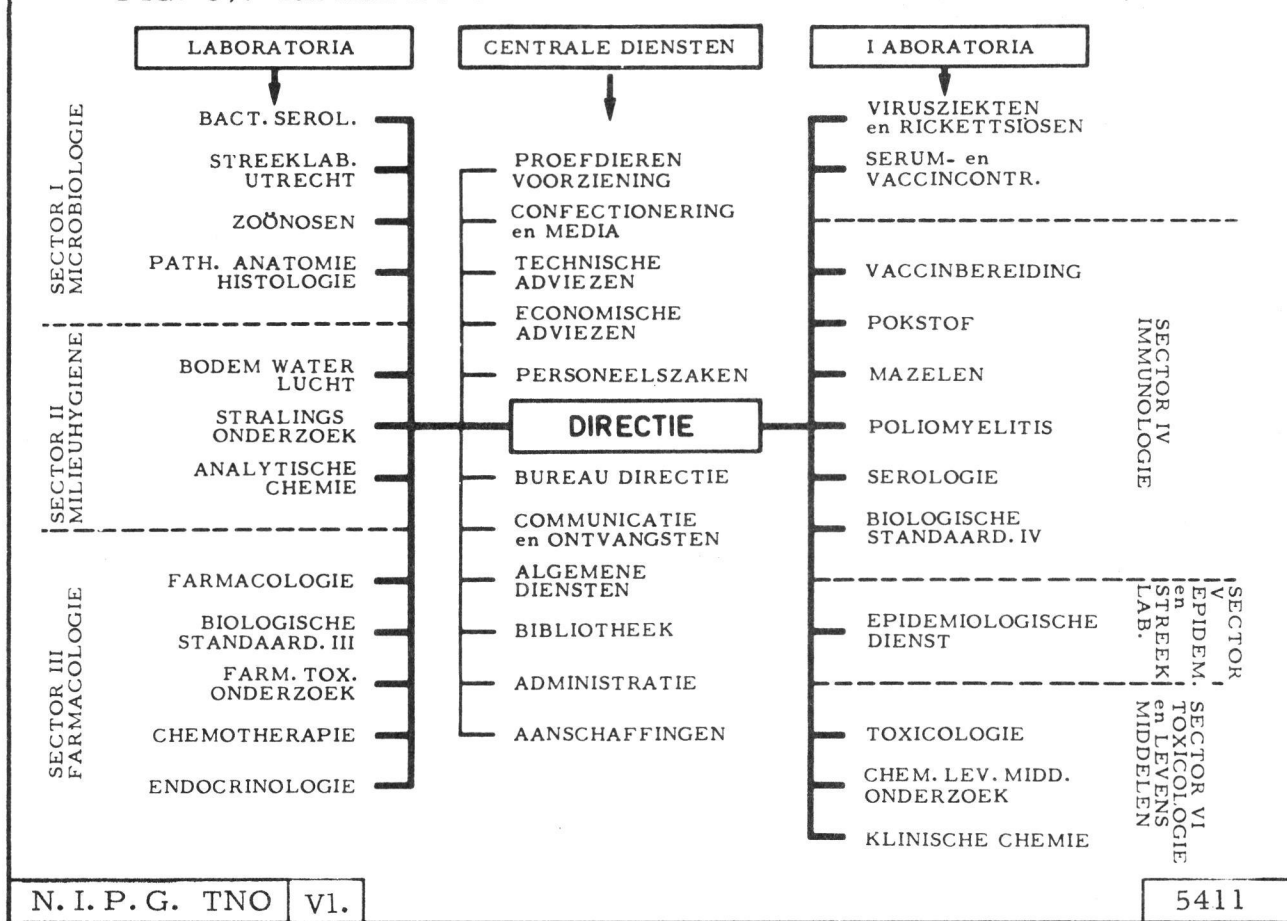 LABORATORIA
CENTRALE DIENSTEN
I ABORATORIA
SECTOR I
MICROBIOLOGIE
BACT. SEROL.
STREEKLAB.
UTRECHT
ZOÖNOSEN
PATH. ANATOMIE
HISTOLOGIE
SECTOR II
MILIEUHYGIENE
BODEM WATER
LUCHT
STRALINGS
ONDERZOEK
ANALYTISCHE
CHEMIE
SECTOR III
FARMACOLOGIE
FARMACOLOGIE
BIOLOGISCHE
STANDAARD. III
FARM. TOX.
ONDERZOEK
CHEMOTHERAPIE
ENDOCRINOLOGIE
PROEFDIEREN
VOORZIENING
CONFECTIONERING
en MEDIA
TECHNISCHE
ADVIEZEN
ECONOMISCHE
ADVIEZEN
PERSONEELSZAKEN
DIRECTIE
BUREAU DIRECTIE
COMMUNICATIE
en ONTVANGSTEN
ALGEMENE
DIENSTEN
BIBLIOTHEEK
ADMINISTRATIE
AANSCHAFFINGEN
VIRUSZIEKTEN
en RICKETTSIOSEN
SERUM- en
VACCINCONTR.
VACCINBEREIDING
POKSTOF
MAZELEN
POLIOMYELITIS
SEROLOGIE
BIOLOGISCHE
STANDAARD. IV
SECTOR IV
IMMUNOLOGIE
EPIDEMIOLOGISCHE
DIENST
SECTOR
V
EPIDEM.
en
STREEK
LAB.
TOXICOLOGIE
CHEM. LEV. MIDD.
ONDERZOEK
KLINISCHE CHEMIE
SECTOR VI
TOXICOLOGIE
en LEVENS
MIDDELEN
N. I. P. G. TNO
V1.
5411